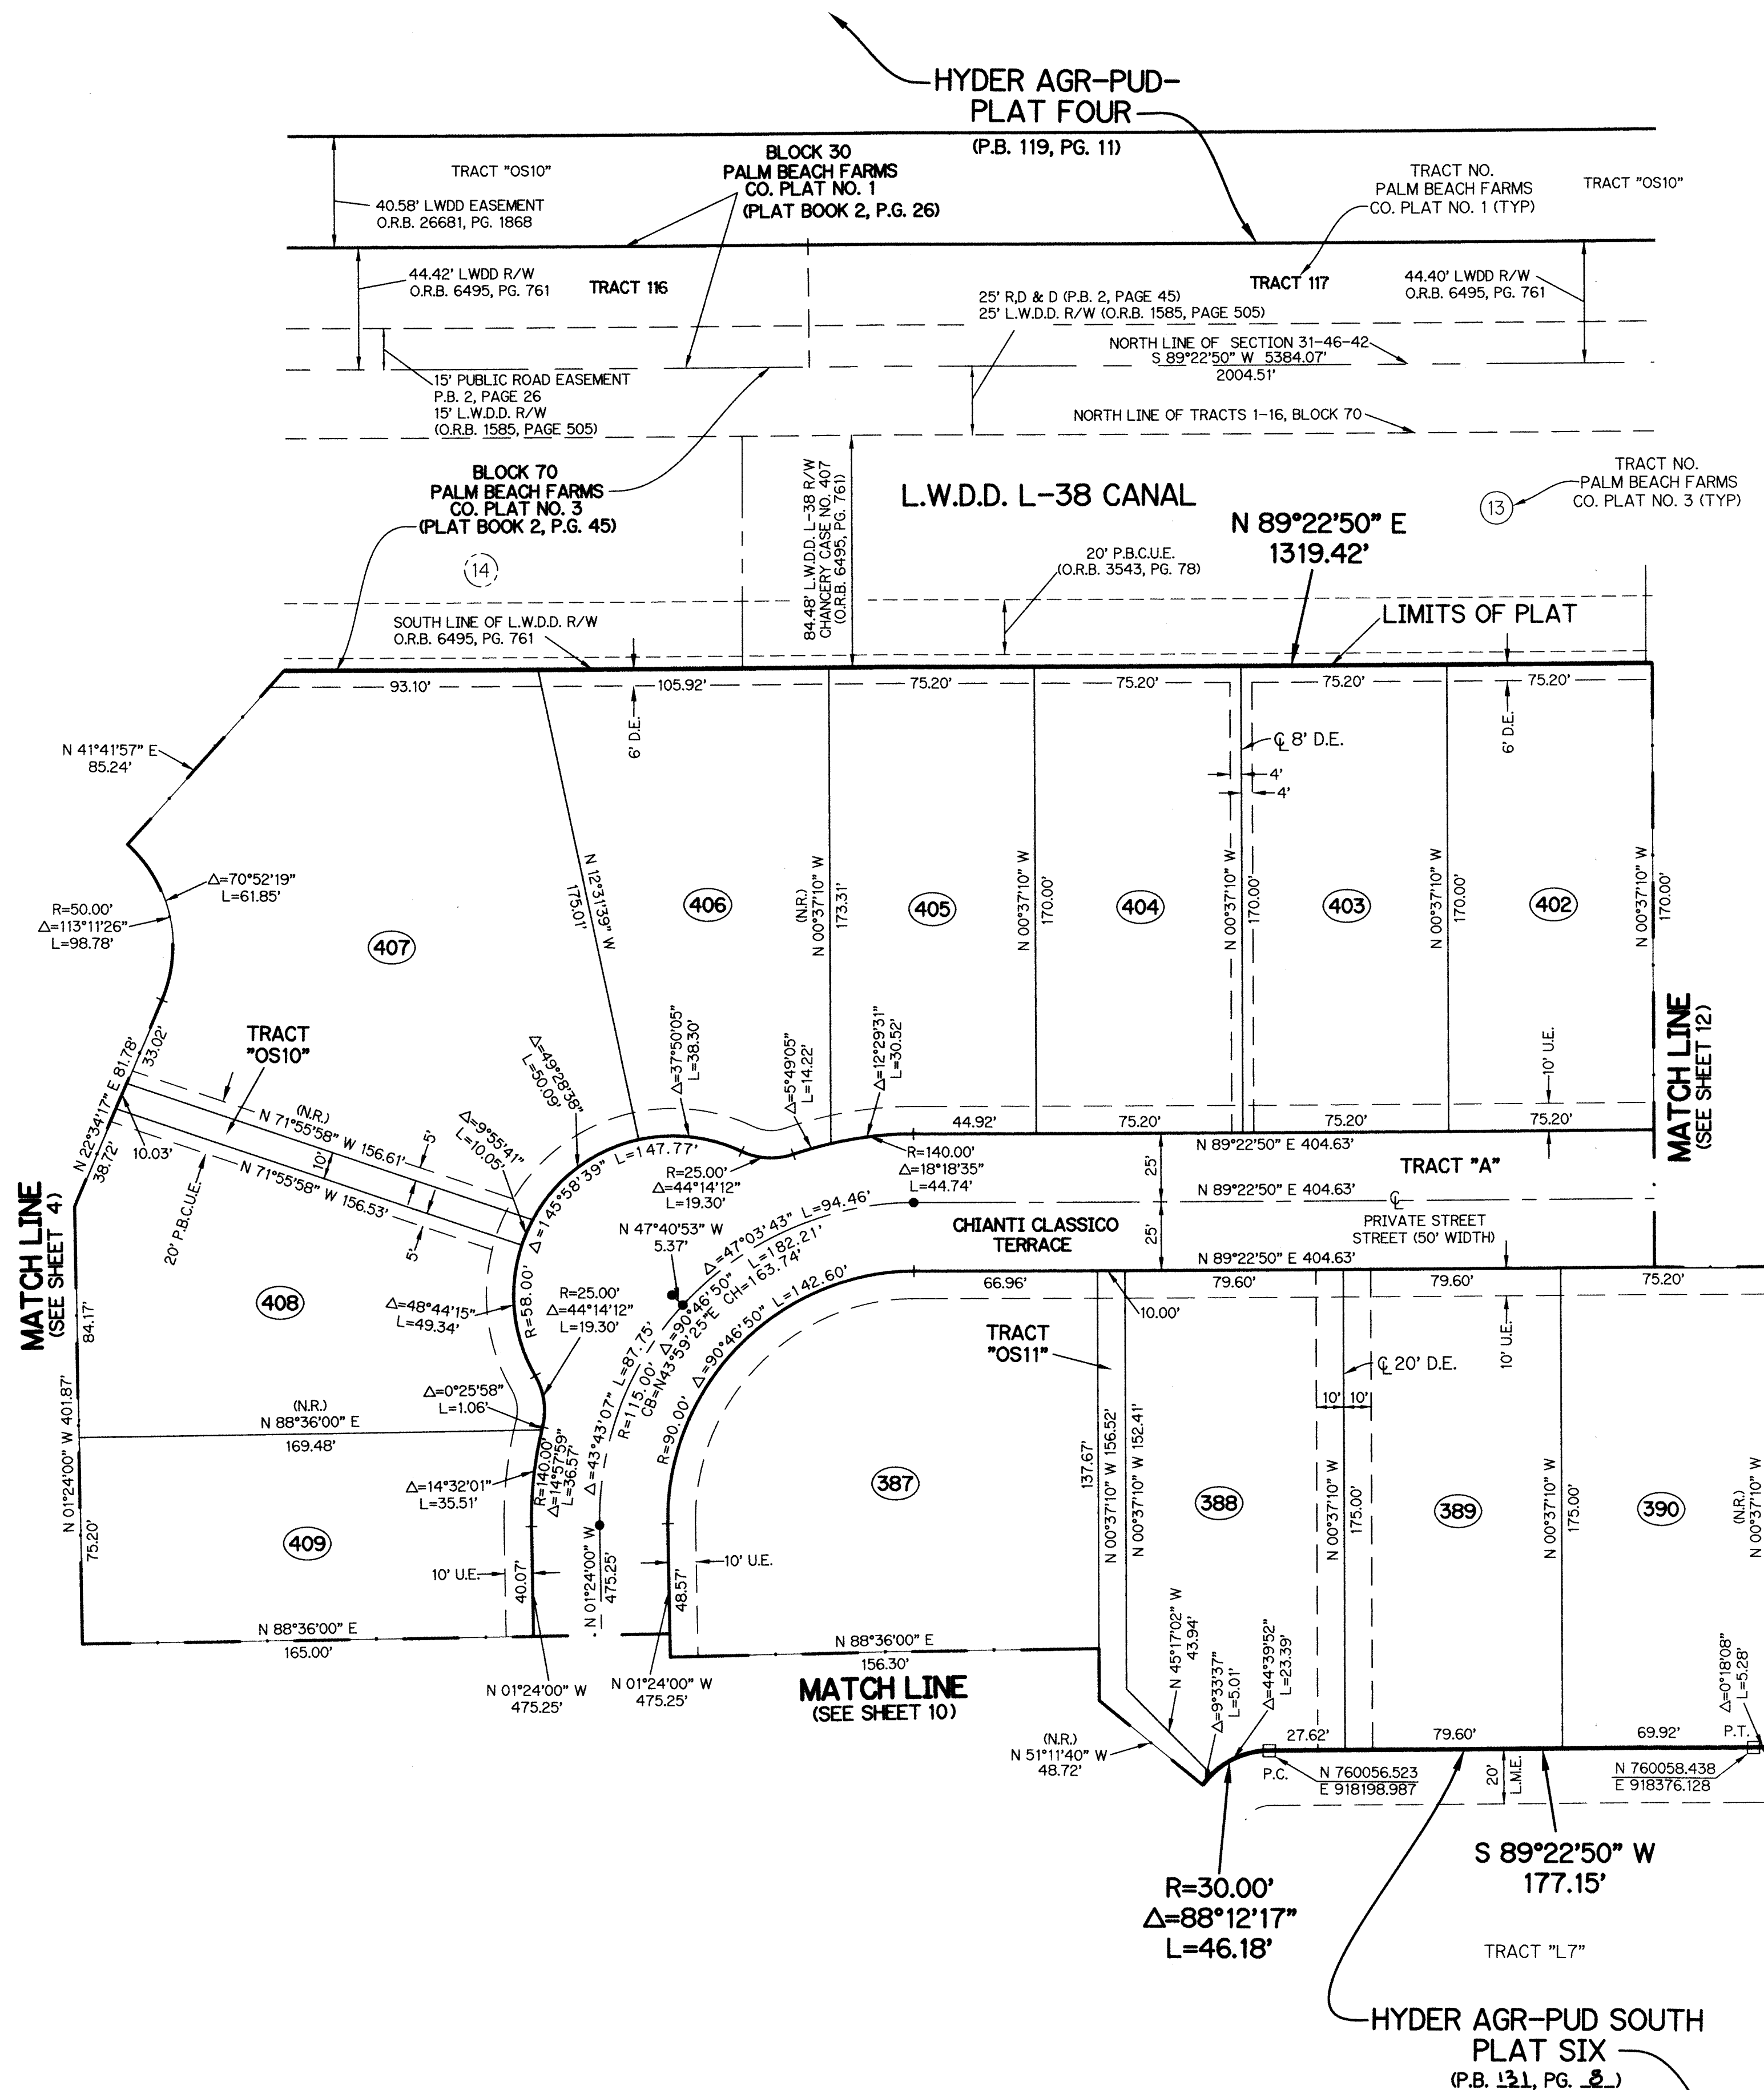 HYDER AGR-PUD-
PLAT FOUR
(P.B. 119, PG. 11)
BLOCK 30
PALM BEACH FARMS
CO. PLAT NO. 1
(PLAT BOOK 2, P.G. 26)
TRACT "OS10"
40.58' LWDD EASEMENT
O.R.B. 26681, PG. 1868
TRACT NO.
PALM BEACH FARMS
CO. PLAT NO. 1 (TYP)
TRACT "OS10"
44.42' LWDD R/W
O.R.B. 6495, PG. 761
TRACT 116
TRACT 117
44.40' LWDD R/W
O.R.B. 6495, PG. 761
25' R,D & D (P.B. 2, PAGE 45)
25' L.W.D.D. R/W (O.R.B. 1585, PAGE 505)
NORTH LINE OF SECTION 31-46-42
S 89°22'50" W 5384.07'
2004.51'
15' PUBLIC ROAD EASEMENT
P.B. 2, PAGE 26
15' L.W.D.D. R/W
(O.R.B. 1585, PAGE 505)
NORTH LINE OF TRACTS 1-16, BLOCK 70
BLOCK 70
PALM BEACH FARMS
CO. PLAT NO. 3
(PLAT BOOK 2, P.G. 45)
84.48' L.W.D.D. L-38 R/W
CHANCERY CASE NO. 407
(O.R.B. 6495, PG. 761)
L.W.D.D. L-38 CANAL
TRACT NO.
PALM BEACH FARMS
CO. PLAT NO. 3 (TYP)
13
N 89°22'50" E
1319.42'
14
20' P.B.C.U.E.
(O.R.B. 3543, PG. 78)
SOUTH LINE OF L.W.D.D. R/W
O.R.B. 6495, PG. 761
LIMITS OF PLAT
93.10'
105.92'
75.20'
75.20'
75.20'
75.20'
6' D.E.
6' D.E.
℄ 8' D.E.
4'
4'
N 41°41'57" E
85.24'
Δ=70°52'19"
L=61.85'
R=50.00'
Δ=113°11'26"
L=98.78'
N 12°31'39" W
175.01'
(N.R.)
N 00°37'10" W
173.31'
N 00°37'10" W
170.00'
N 00°37'10" W
170.00'
N 00°37'10" W
170.00'
N 00°37'10" W
170.00'
407
406
405
404
403
402
MATCH LINE
(SEE SHEET 12)
TRACT
"OS10"
N 22°34'17" E 81.78'
33.02'
10.03'
38.72'
(N.R.)
N 71°55'58" W 156.61'
10'
N 71°55'58" W 156.53'
5'
5'
20' P.B.C.U.E.
Δ=49°28'38"
L=50.09'
Δ=9°55'41"
L=10.05'
Δ=37°50'05"
L=38.30'
Δ=5°49'05"
L=14.22'
Δ=12°29'31"
L=30.52'
R=58.00' Δ=145°58'39" L=147.77'
R=25.00'
Δ=44°14'12"
L=19.30'
R=140.00'
Δ=18°18'35"
L=44.74'
44.92'
75.20'
75.20'
75.20'
10' U.E.
N 89°22'50" E 404.63'
TRACT "A"
25'
N 89°22'50" E 404.63'
℄
25'
CHIANTI CLASSICO
TERRACE
PRIVATE STREET
STREET (50' WIDTH)
N 89°22'50" E 404.63'
N 47°40'53" W
5.37'
Δ=47°03'43" L=94.46'
Δ=43°43'07" L=87.75'
R=115.00' Δ=90°46'50" L=182.21'
CB=N43°59'25"E CH=163.74'
R=90.00' Δ=90°46'50" L=142.60'
66.96'
10.00'
79.60'
79.60'
75.20'
MATCH LINE
(SEE SHEET 4)
84.17'
N 01°24'00" W 401.87'
75.20'
408
Δ=48°44'15"
L=49.34'
R=25.00'
Δ=44°14'12"
L=19.30'
Δ=0°25'58"
L=1.06'
(N.R.)
N 88°36'00" E
169.48'
Δ=14°32'01"
L=35.51'
R=140.00'
Δ=14°57'59"
L=36.57'
409
10' U.E.
40.07'
N 01°24'00" W
475.25'
48.57'
10' U.E.
N 88°36'00" E
165.00'
N 01°24'00" W
475.25'
N 01°24'00" W
475.25'
387
TRACT
"OS11"
137.67'
N 00°37'10" W 156.52'
N 00°37'10" W 152.41'
388
℄ 20' D.E.
10' 10'
10' U.E.
N 00°37'10" W
175.00'
389
N 00°37'10" W
175.00'
390
(N.R.)
N 00°37'10" W
N 88°36'00" E
156.30'
MATCH LINE
(SEE SHEET 10)
N 45°17'02" W
43.94'
(N.R.)
N 51°11'40" W
48.72'
Δ=9°33'37"
L=5.01'
Δ=44°39'52"
L=23.39'
27.62'
79.60'
69.92'
Δ=0°18'08"
L=5.28'
P.T.
P.C.
N 760056.523
E 918198.987
20'
L.M.E.
N 760058.438
E 918376.128
S 89°22'50" W
177.15'
R=30.00'
Δ=88°12'17"
L=46.18'
TRACT "L7"
HYDER AGR-PUD SOUTH
PLAT SIX
(P.B. 131, PG. 8)